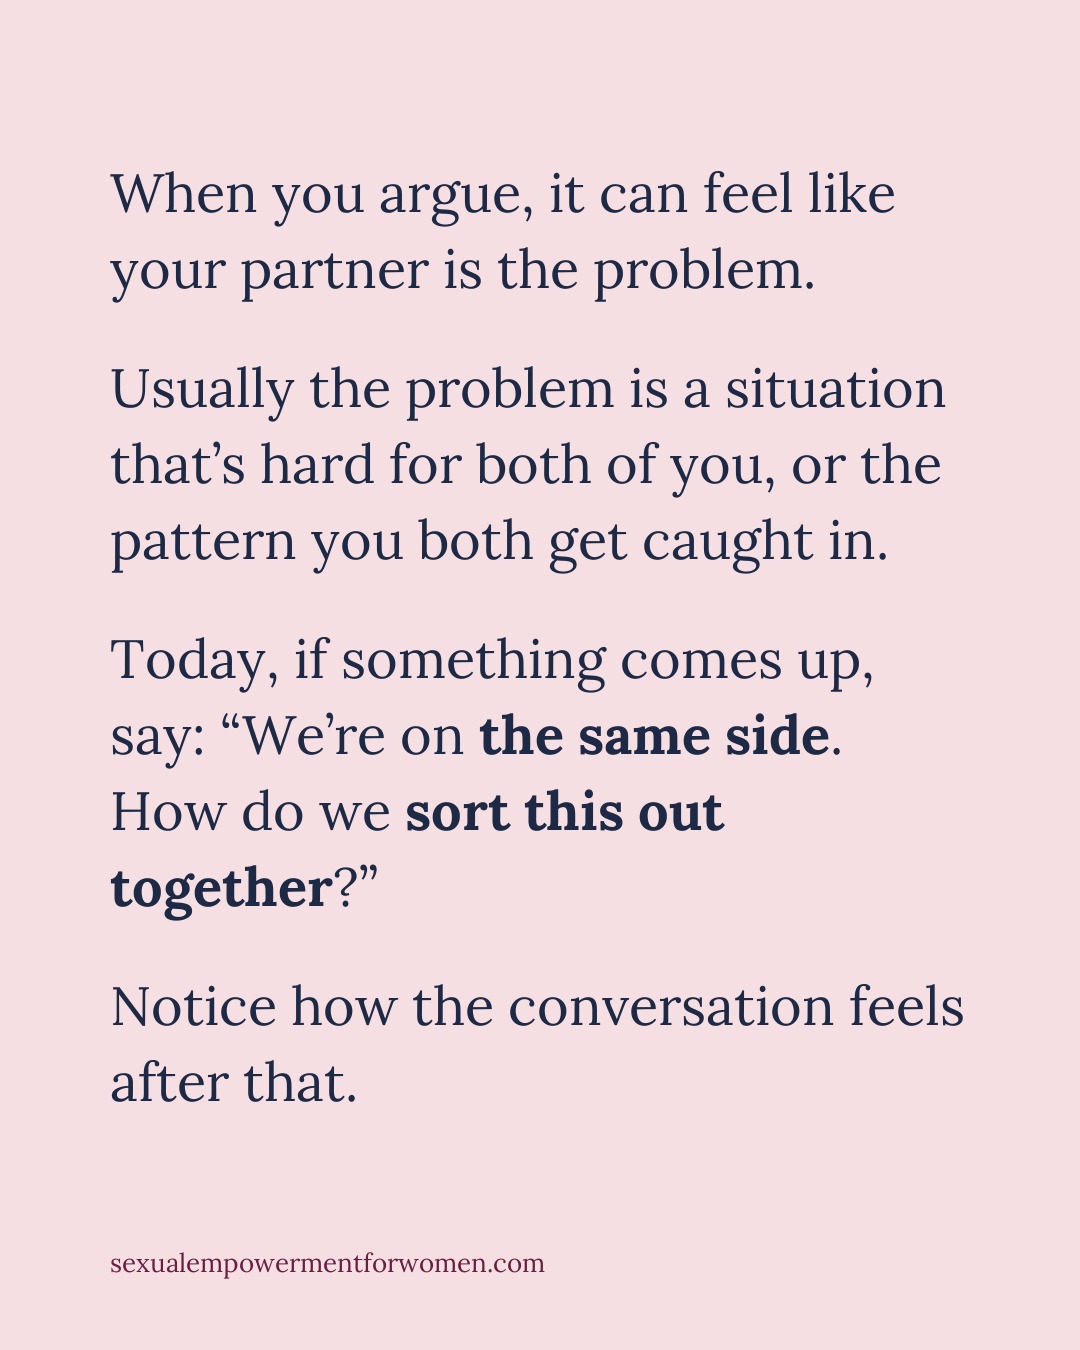 When you argue, it can feel like
your partner is the problem.
Usually the problem is a situation
that’s hard for both of you, or the
pattern you both get caught in.
Today, if something comes up,
say: “We’re on the same side.
How do we sort this out
together?”
Notice how the conversation feels
after that.
sexualempowermentforwomen.com